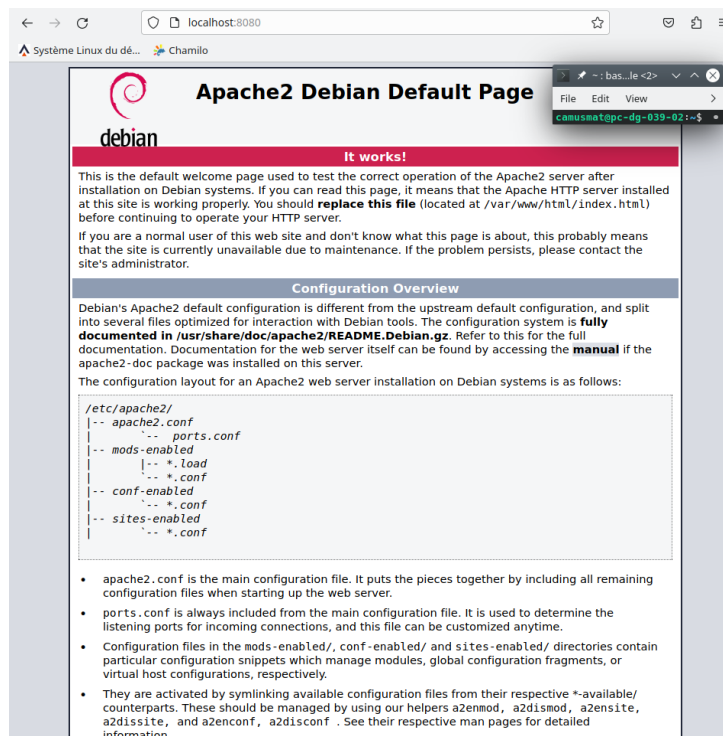 localhost:8080
Système Linux du dé... Chamilo
debian
Apache2 Debian Default Page
~ : bas...le <2>
File Edit View
camusmat@pc-dg-039-02:~$
It works!
This is the default welcome page used to test the correct operation of the Apache2 server after
installation on Debian systems. If you can read this page, it means that the Apache HTTP server installed
at this site is working properly. You should replace this file (located at /var/www/html/index.html)
before continuing to operate your HTTP server.
If you are a normal user of this web site and don't know what this page is about, this probably means
that the site is currently unavailable due to maintenance. If the problem persists, please contact the
site's administrator.
Configuration Overview
Debian's Apache2 default configuration is different from the upstream default configuration, and split
into several files optimized for interaction with Debian tools. The configuration system is fully
documented in /usr/share/doc/apache2/README.Debian.gz. Refer to this for the full
documentation. Documentation for the web server itself can be found by accessing the manual if the
apache2-doc package was installed on this server.
The configuration layout for an Apache2 web server installation on Debian systems is as follows:
/etc/apache2/
|-- apache2.conf
|       `--  ports.conf
|-- mods-enabled
|       |-- *.load
|       `-- *.conf
|-- conf-enabled
|       `-- *.conf
|-- sites-enabled
|       `-- *.conf
• apache2.conf is the main configuration file. It puts the pieces together by including all remaining
configuration files when starting up the web server.
• ports.conf is always included from the main configuration file. It is used to determine the
listening ports for incoming connections, and this file can be customized anytime.
• Configuration files in the mods-enabled/, conf-enabled/ and sites-enabled/ directories contain
particular configuration snippets which manage modules, global configuration fragments, or
virtual host configurations, respectively.
• They are activated by symlinking available configuration files from their respective *-available/
counterparts. These should be managed by using our helpers a2enmod, a2dismod, a2ensite,
a2dissite, and a2enconf, a2disconf . See their respective man pages for detailed
information.